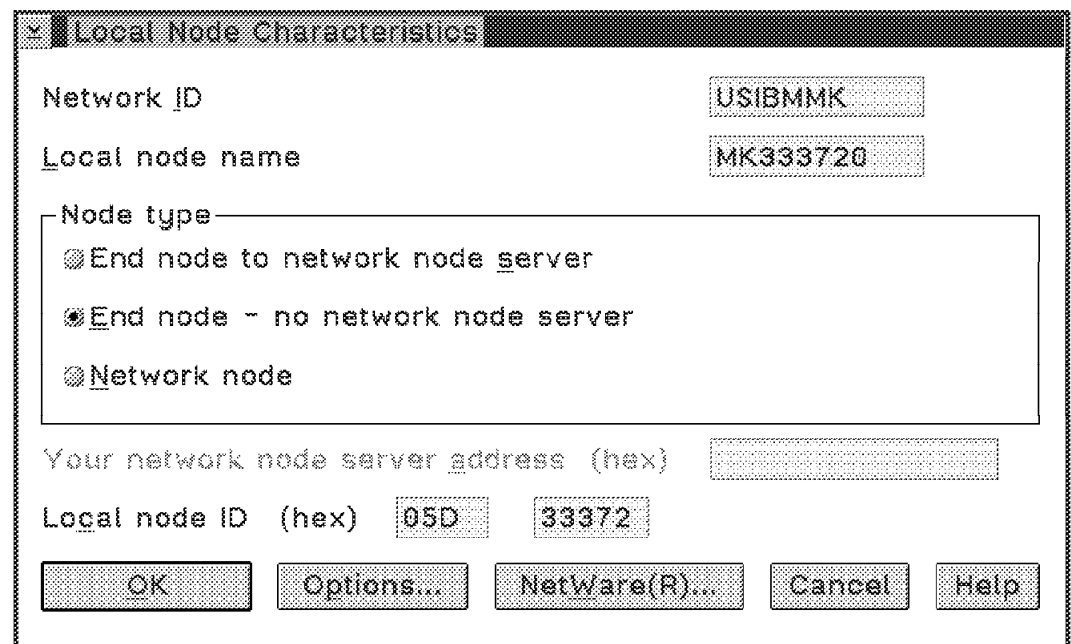 Local Node Characteristics
Network ID USIBMMK
Local node name MK333720
Node type
End node to network node server
End node - no network node server
Network node
Your network node server address (hex)
Local node ID (hex) 05D 33372
OK Options... NetWare(R)... Cancel Help